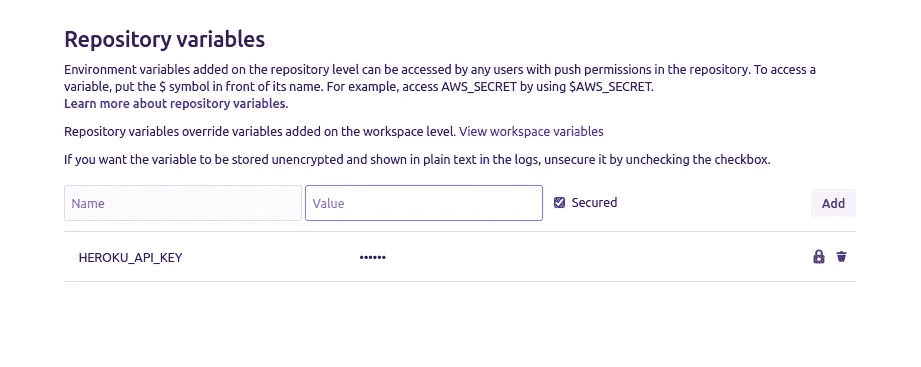 Repository variables
Environment variables added on the repository level can be accessed by any users with push permissions in the repository. To access a
variable, put the $ symbol in front of its name. For example, access AWS_SECRET by using $AWS_SECRET.
Learn more about repository variables.
Repository variables override variables added on the workspace level. View workspace variables
If you want the variable to be stored unencrypted and shown in plain text in the logs, unsecure it by unchecking the checkbox.
Name Value Secured Add
HEROKU_API_KEY ••••••